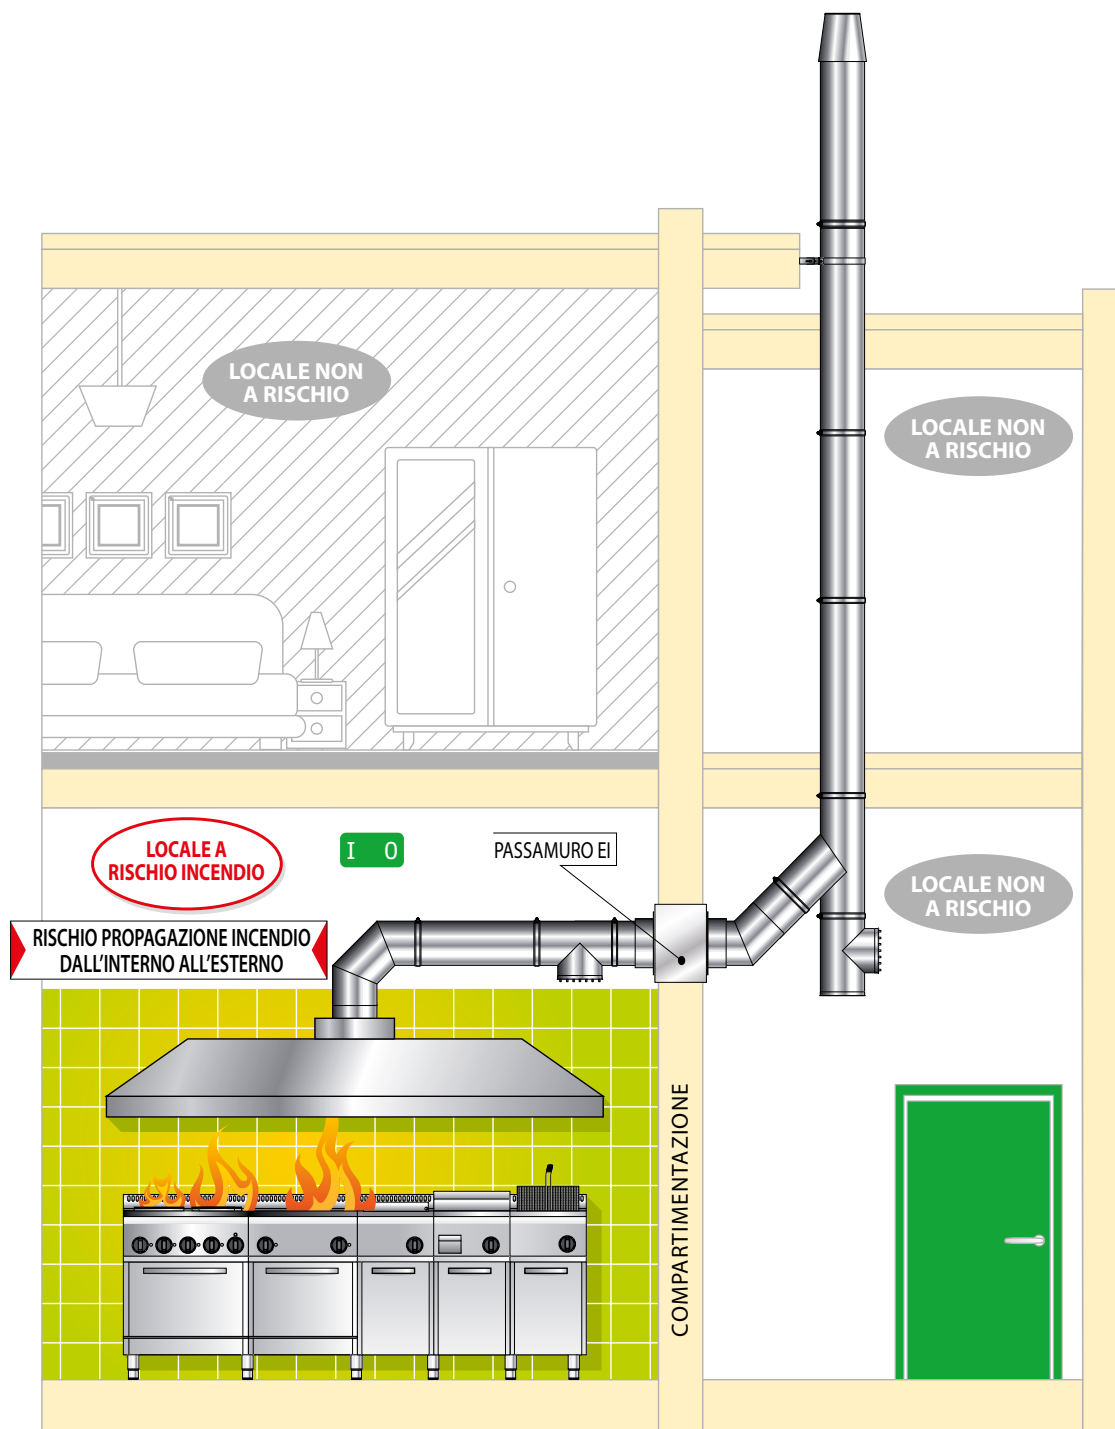 LOCALE NON
A RISCHIO
LOCALE NON
A RISCHIO
LOCALE A
RISCHIO INCENDIO
I O
PASSAMURO EI
LOCALE NON
A RISCHIO
RISCHIO PROPAGAZIONE INCENDIO
DALL'INTERNO ALL'ESTERNO
COMPARTIMENTAZIONE